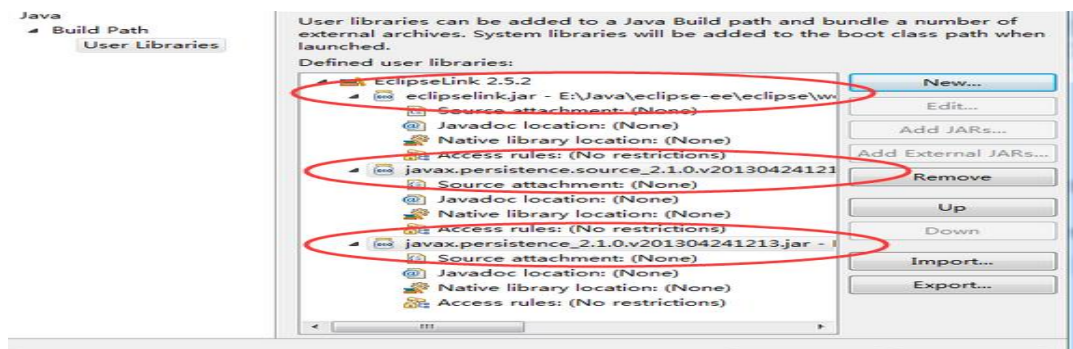 Java
Build Path
User Libraries
User libraries can be added to a Java Build path and bundle a number of
external archives. System libraries will be added to the boot class path when
launched.
Defined user libraries:
EclipseLink 2.5.2
eclipselink.jar - E:\Java\eclipse-ee\eclipse\w
Source attachment: (None)
Javadoc location: (None)
Native library location: (None)
Access rules: (No restrictions)
javax.persistence.source_2.1.0.v20130424121
Source attachment: (None)
Javadoc location: (None)
Native library location: (None)
Access rules: (No restrictions)
javax.persistence_2.1.0.v201304241213.jar -
Source attachment: (None)
Javadoc location: (None)
Native library location: (None)
Access rules: (No restrictions)
New...
Edit...
Add JARs...
Add External JARs...
Remove
Up
Down
Import...
Export...